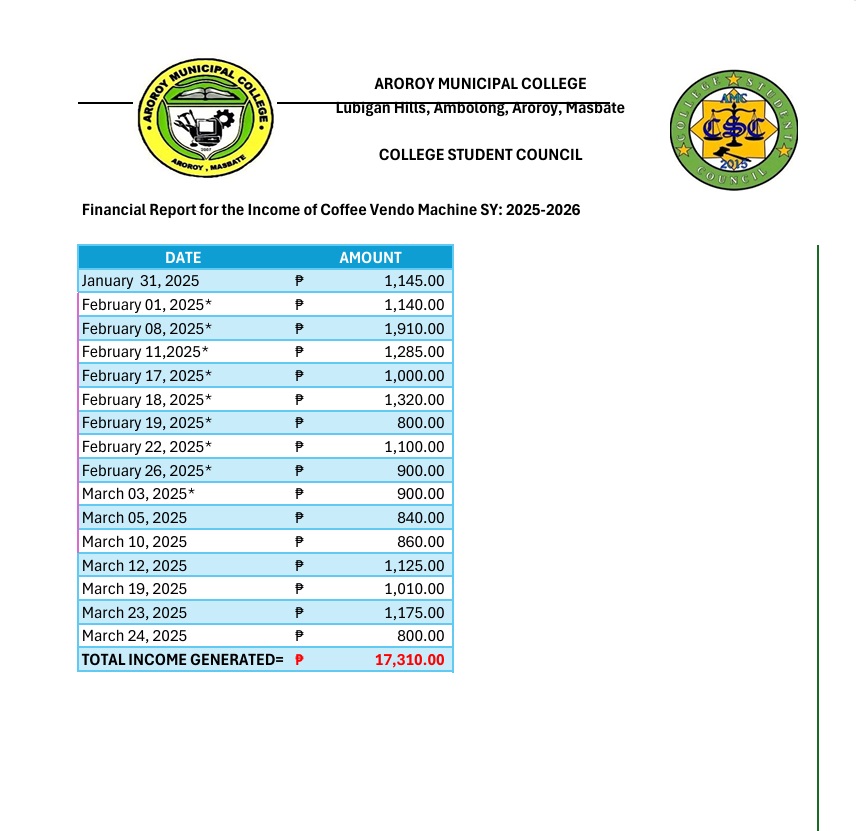 AROROY MUNICIPAL COLLEGE
Lubigan Hills, Ambolong, Aroroy, Masbate
COLLEGE STUDENT COUNCIL
• AROROY MUNICIPAL COLLEGE •
2007
AROROY , MASBATE
COLLEGE STUDENT
AMC
CSC
2015
COUNCIL
Financial Report for the Income of Coffee Vendo Machine SY: 2025-2026
DATE AMOUNT
January 31, 2025 ₱ 1,145.00
February 01, 2025* ₱ 1,140.00
February 08, 2025* ₱ 1,910.00
February 11,2025* ₱ 1,285.00
February 17, 2025* ₱ 1,000.00
February 18, 2025* ₱ 1,320.00
February 19, 2025* ₱ 800.00
February 22, 2025* ₱ 1,100.00
February 26, 2025* ₱ 900.00
March 03, 2025* ₱ 900.00
March 05, 2025 ₱ 840.00
March 10, 2025 ₱ 860.00
March 12, 2025 ₱ 1,125.00
March 19, 2025 ₱ 1,010.00
March 23, 2025 ₱ 1,175.00
March 24, 2025 ₱ 800.00
TOTAL INCOME GENERATED= ₱ 17,310.00